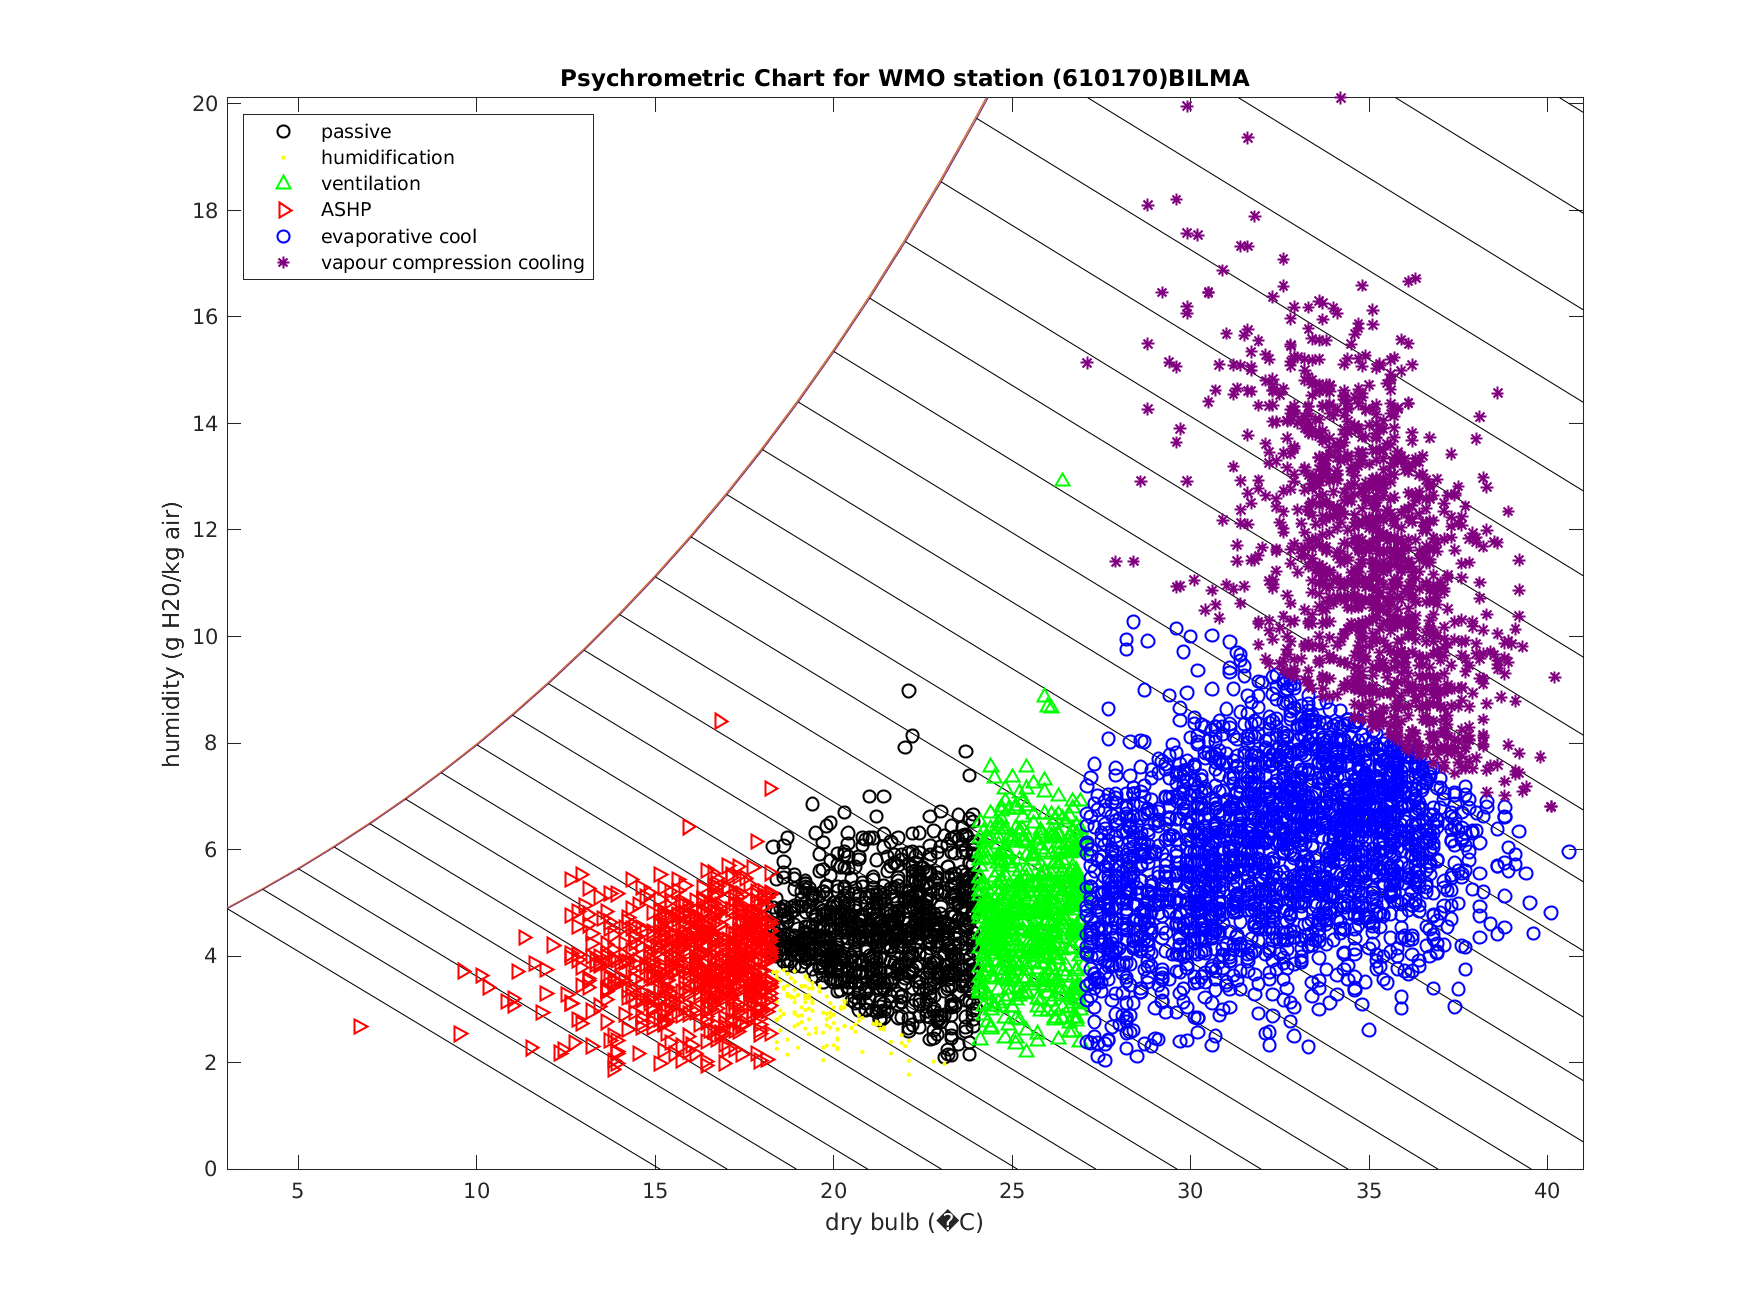 Psychrometric Chart for WMO station (610170)BILMA
20
18
16
14
12
10
8
6
4
2
0
humidity (g H20/kg air)
passive
humidification
ventilation
ASHP
evaporative cool
vapour compression cooling
5 10 15 20 25 30 35 40
dry bulb (�C)